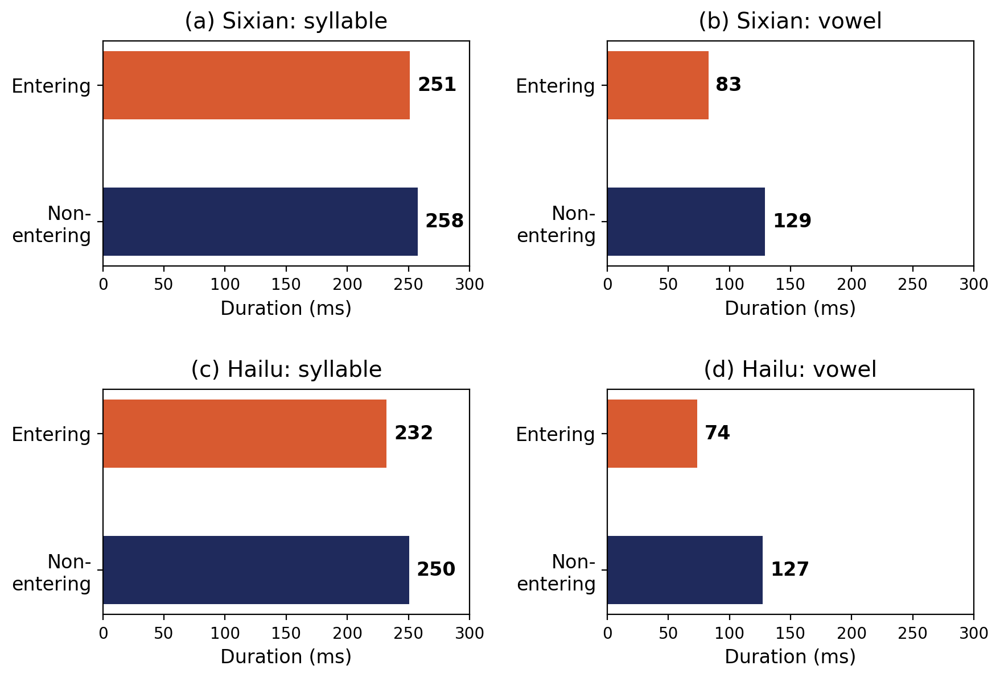 (a) Sixian: syllable
Entering
251
Non-
entering
258
0 50 100 150 200 250 300
Duration (ms)
(b) Sixian: vowel
Entering
83
Non-
entering
129
0 50 100 150 200 250 300
Duration (ms)
(c) Hailu: syllable
Entering
232
Non-
entering
250
0 50 100 150 200 250 300
Duration (ms)
(d) Hailu: vowel
Entering
74
Non-
entering
127
0 50 100 150 200 250 300
Duration (ms)